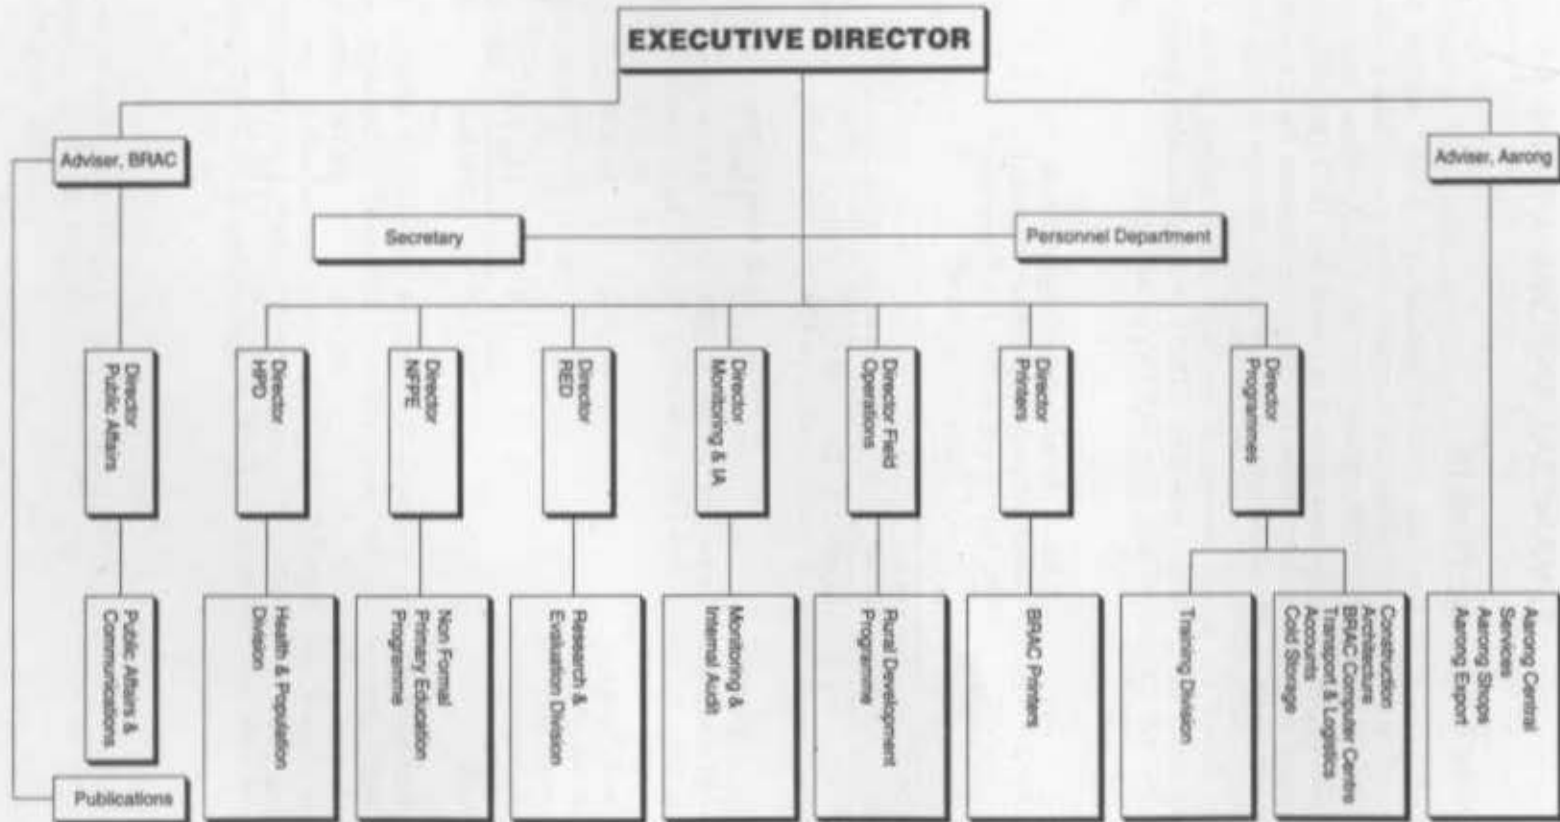 EXECUTIVE DIRECTOR
Adviser, BRAC
Adviser, Aarong
Secretary
Personnel Department
Director
Public Affairs
Director
HPD
Director
NFPE
Director
RED
Director
Monitoring & IA
Director Field
Operations
Director
Printers
Director
Programmes
Public Affairs &
Communications
Health & Population
Division
Non Formal
Primary Education
Programme
Research &
Evaluation Division
Monitoring &
Internal Audit
Rural Development
Programme
BRAC Printers
Training Division
Construction
Architecture
BRAC Computer Centre
Transport & Logistics
Accounts
Cold Storage
Aarong Central
Services
Aarong Shops
Aarong Export
Publications